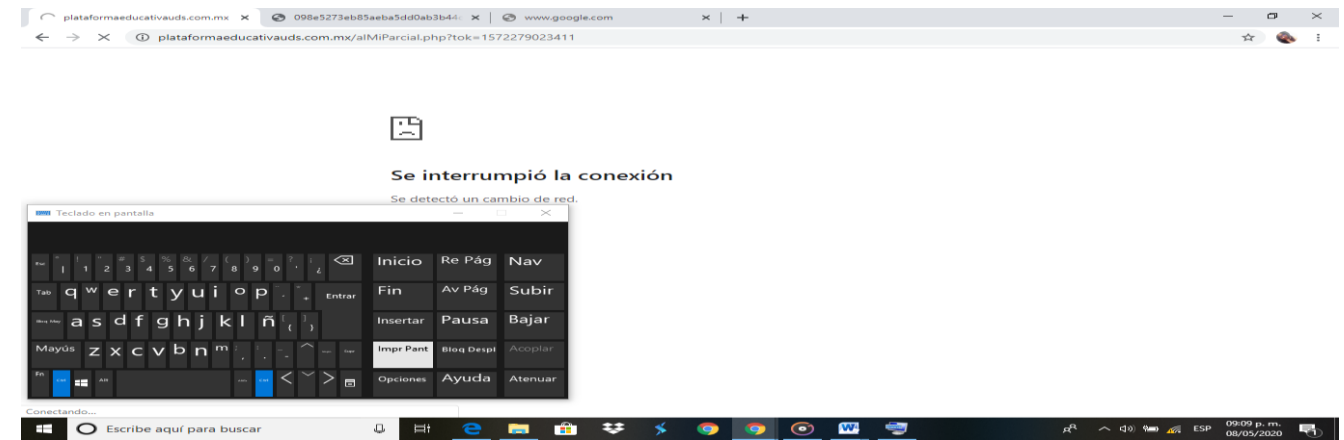 plataformaeducativauds.com.mx
098e5273eb85aeba5dd0ab3b44
www.google.com
plataformaeducativauds.com.mx/alMiParcial.php?tok=1572279023411
Se interrumpió la conexión
Se detectó un cambio de red.
Teclado en pantalla
1 2 3 4 5 6 7 8 9 0 ' ¿ Inicio Re Pág Nav
Tab q w e r t y u i o p Entrar Fin Av Pág Subir
a s d f g h j k l ñ { } Insertar Pausa Bajar
Mayús z x c v b n m , . - Impr Pant Bloq Despl Acoplar
Fn Alt Opciones Ayuda Atenuar
Conectando...
Escribe aquí para buscar
ESP
09:09 p. m.
08/05/2020